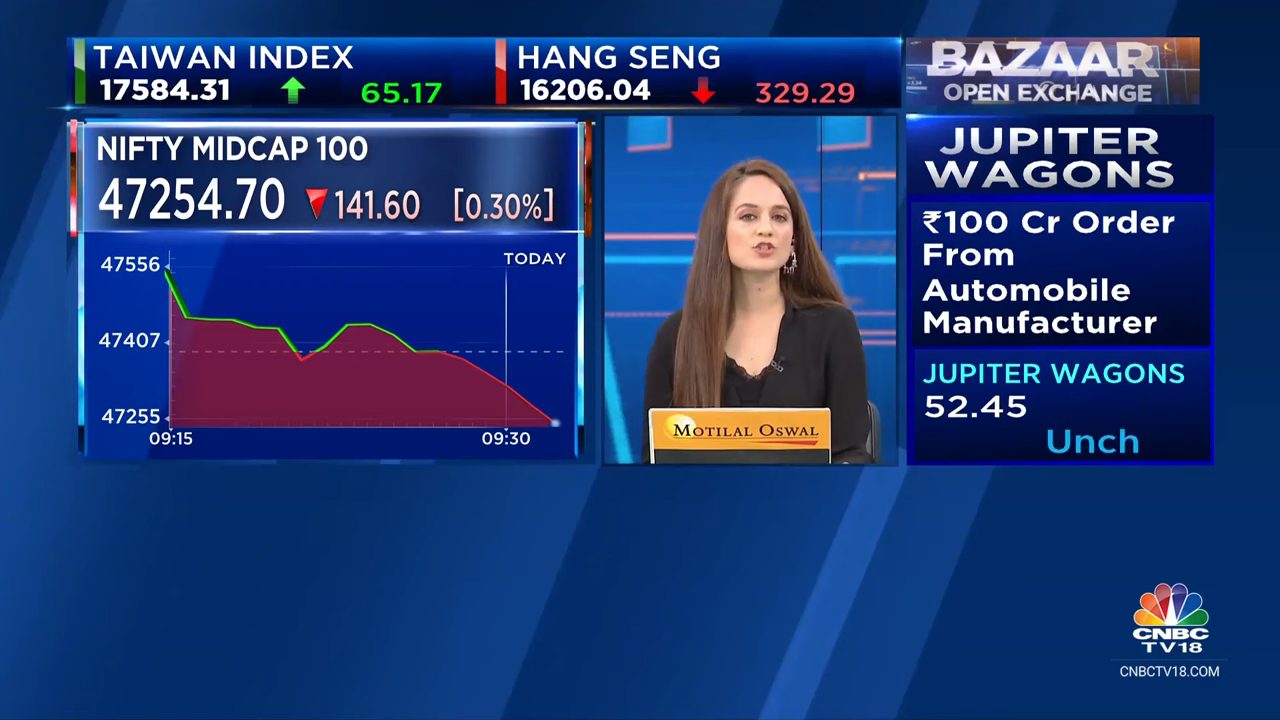 TAIWAN INDEX
17584.31 65.17
HANG SENG
16206.04 329.29
BAZAAR
OPEN EXCHANGE
NIFTY MIDCAP 100
47254.70 141.60 [0.30%]
TODAY
47556
47407
47255
09:15 09:30
MOTILAL OSWAL
JUPITER
WAGONS
₹100 Cr Order
From
Automobile
Manufacturer
JUPITER WAGONS
52.45
Unch
CNBC
TV18
CNBCTV18.COM